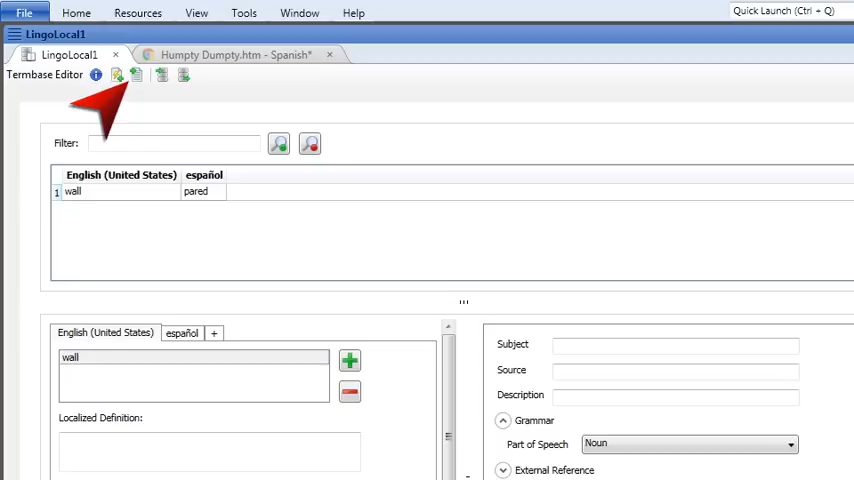 File Home Resources View Tools Window Help Quick Launch (Ctrl + Q)
LingoLocal1
LingoLocal1 × Humpty Dumpty.htm - Spanish* ×
Termbase Editor
Filter:
English (United States) español
1 wall pared
English (United States) español +
wall
Localized Definition:
Subject
Source
Description
Grammar
Part of Speech Noun
External Reference